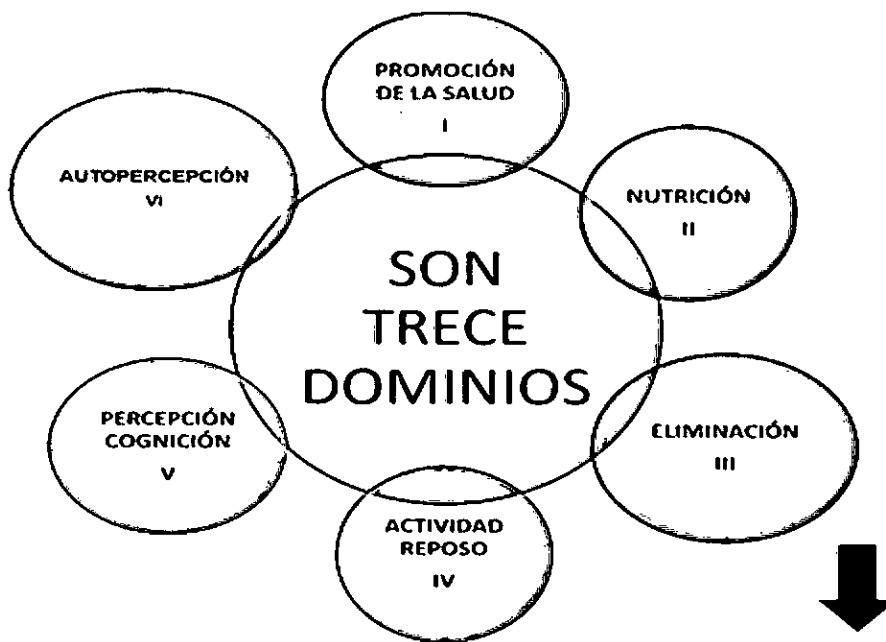 PROMOCIÓN
DE LA SALUD
I
NUTRICIÓN
II
ELIMINACIÓN
III
ACTIVIDAD
REPOSO
IV
PERCEPCIÓN
COGNICIÓN
V
AUTOPERCEPCIÓN
VI
SON
TRECE
DOMINIOS